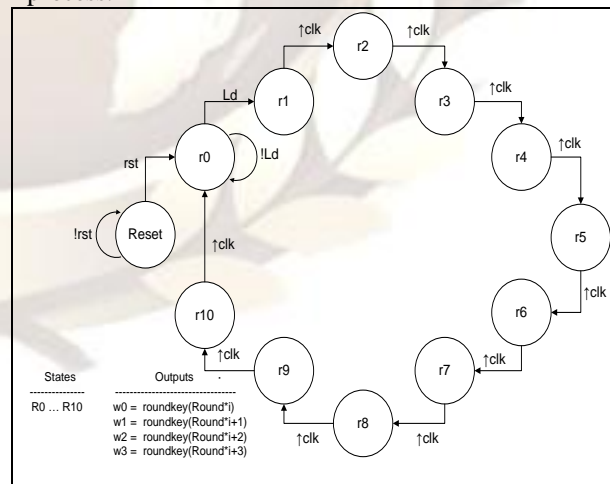 process.
↑clk
r2
↑clk
r1
r3
↑clk
Ld
r4
↑clk
r0
!Ld
rst
Reset
!rst
r5
↑clk
↑clk
r10
r6
↑clk
↑clk
r9
r7
↑clk
r8
↑clk
States
---------------
R0 ... R10
Outputs
---------------------------------
w0 = roundkey(Round*i)
w1 = roundkey(Round*i+1)
w2 = roundkey(Round*i+2)
w3 = roundkey(Round*i+3)